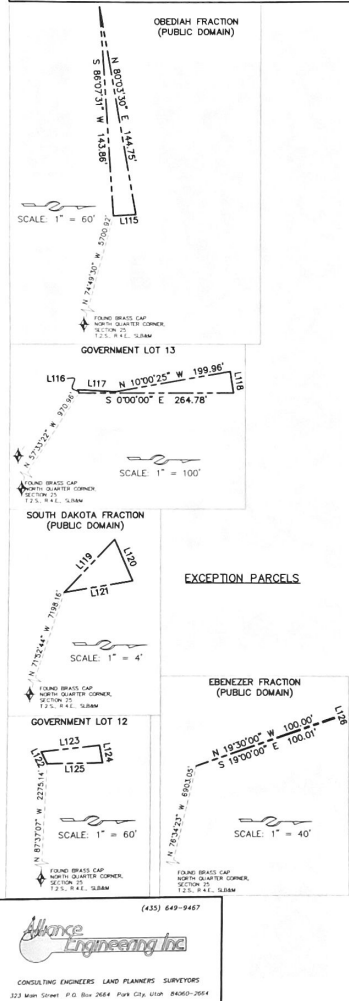 OBEDIAH FRACTION
(PUBLIC DOMAIN)
N 80°03'30" E 144.75'
S 86°07'31" W 143.86'
L115
SCALE: 1" = 60'
N 74°49'30" W 5700.92'
FOUND BRASS CAP
NORTH QUARTER CORNER,
SECTION 25
T.2 S., R.4 E., SLB&M
GOVERNMENT LOT 13
L116
L117
N 10°00'25" W 199.96'
L118
S 0°00'00" E 264.78'
N 57°33'22" W 970.96'
SCALE: 1" = 100'
FOUND BRASS CAP
NORTH QUARTER CORNER,
SECTION 25
T.2 S., R.4 E., SLB&M
SOUTH DAKOTA FRACTION
(PUBLIC DOMAIN)
L119
L120
L121
N 71°52'44" W 7198.16'
SCALE: 1" = 4'
FOUND BRASS CAP
NORTH QUARTER CORNER,
SECTION 25
T.2 S., R.4 E., SLB&M
EXCEPTION PARCELS
EBENEZER FRACTION
(PUBLIC DOMAIN)
N 19°30'00" W 100.00'
S 19°00'00" E 100.01'
L126
N 76°34'23" W 6903.05'
SCALE: 1" = 40'
FOUND BRASS CAP
NORTH QUARTER CORNER,
SECTION 25
T.2 S., R.4 E., SLB&M
GOVERNMENT LOT 12
L122
L123
L124
L125
N 87°37'07" W 2275.14'
SCALE: 1" = 60'
FOUND BRASS CAP
NORTH QUARTER CORNER,
SECTION 25
T.2 S., R.4 E., SLB&M
(435) 649-9467
Alliance
Engineering Inc.
CONSULTING ENGINEERS LAND PLANNERS SURVEYORS
323 Main Street P.O. Box 2664 Park City, Utah 84060-2664